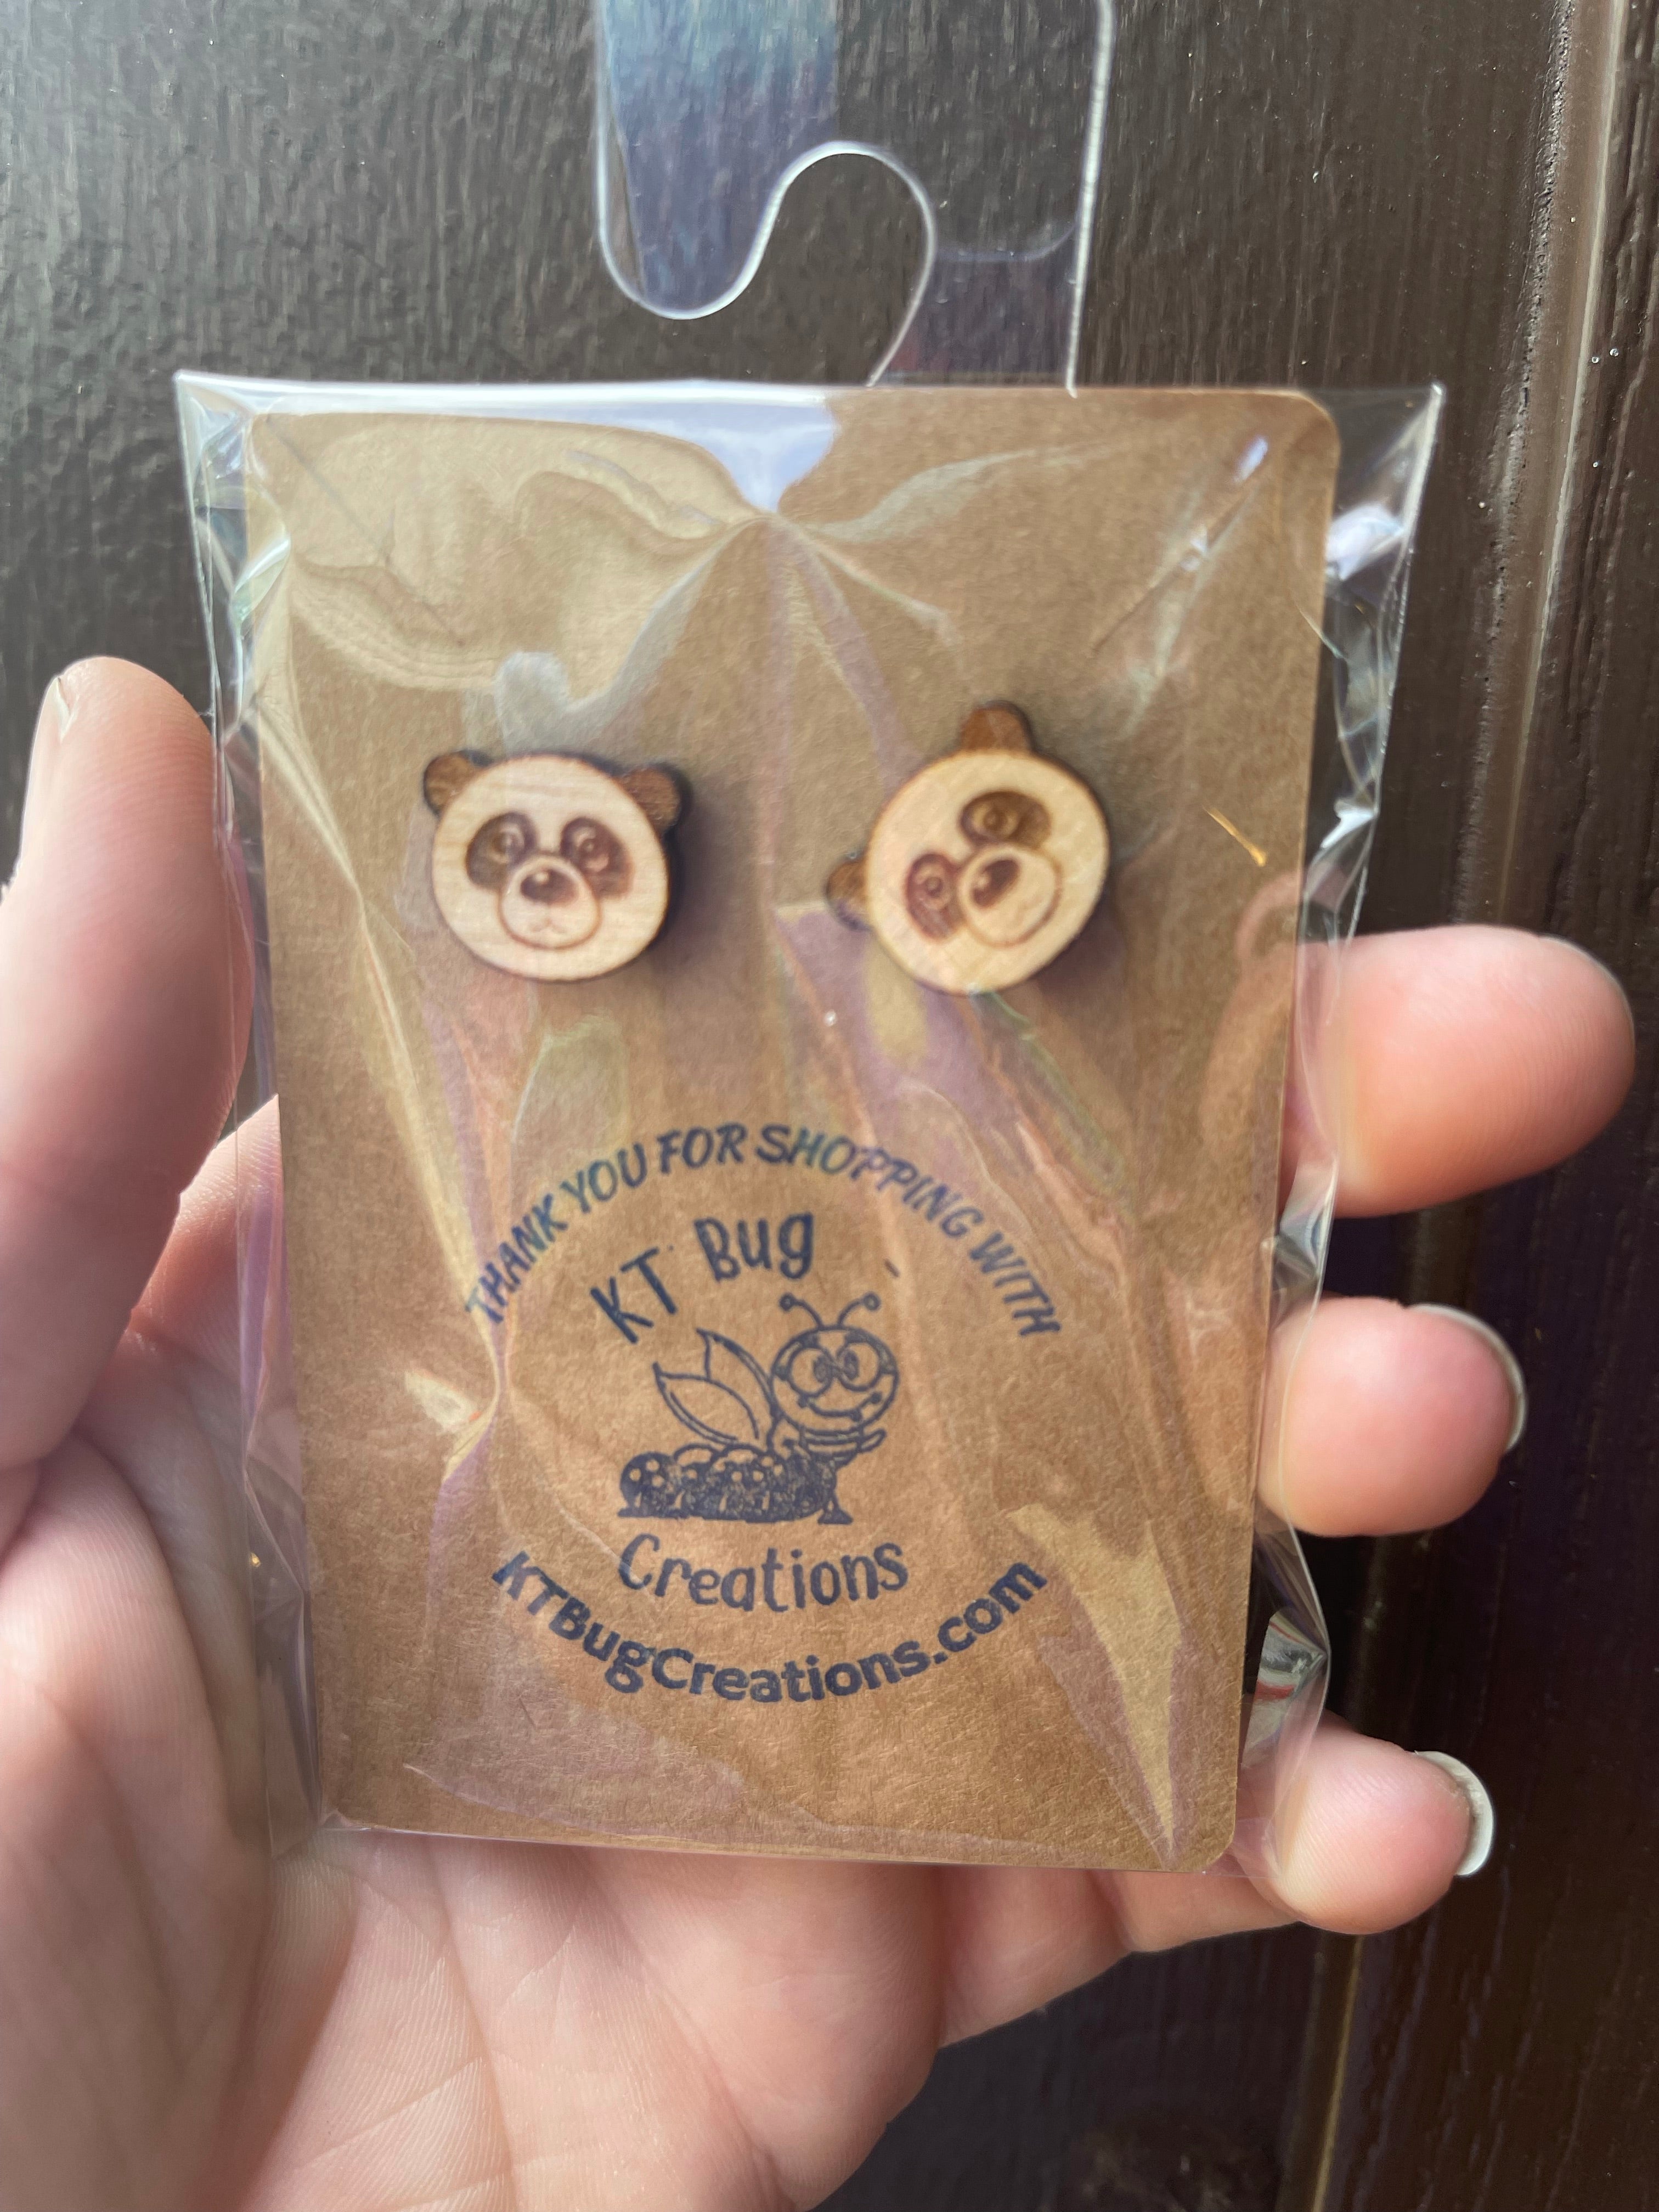 THANK YOU FOR SHOPPING WITH
KT Bug
Creations
KTBugCreations.com